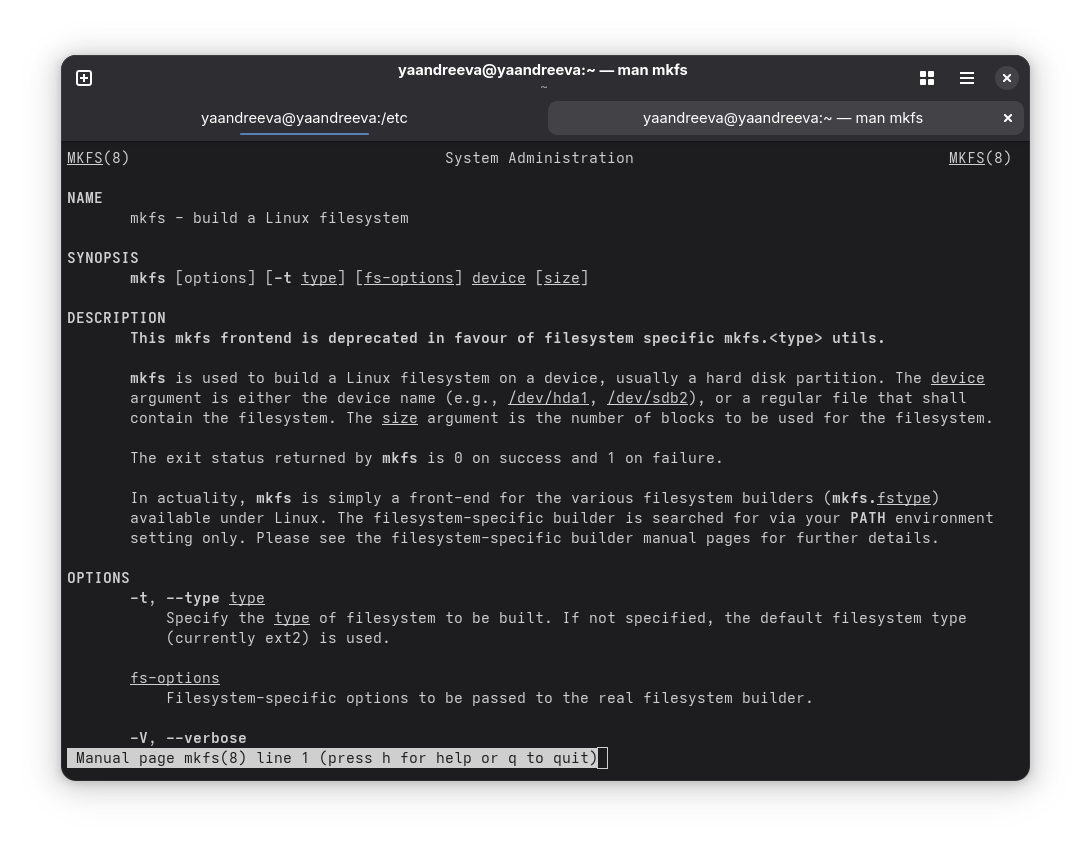 yaandreeva@yaandreeva:~ — man mkfs
~
yaandreeva@yaandreeva:/etc
yaandreeva@yaandreeva:~ — man mkfs
MKFS(8) System Administration MKFS(8)
NAME
mkfs - build a Linux filesystem
SYNOPSIS
mkfs [options] [-t type] [fs-options] device [size]
DESCRIPTION
This mkfs frontend is deprecated in favour of filesystem specific mkfs.<type> utils.
mkfs is used to build a Linux filesystem on a device, usually a hard disk partition. The device
argument is either the device name (e.g., /dev/hda1, /dev/sdb2), or a regular file that shall
contain the filesystem. The size argument is the number of blocks to be used for the filesystem.
The exit status returned by mkfs is 0 on success and 1 on failure.
In actuality, mkfs is simply a front-end for the various filesystem builders (mkfs.fstype)
available under Linux. The filesystem-specific builder is searched for via your PATH environment
setting only. Please see the filesystem-specific builder manual pages for further details.
OPTIONS
-t, --type type
Specify the type of filesystem to be built. If not specified, the default filesystem type
(currently ext2) is used.
fs-options
Filesystem-specific options to be passed to the real filesystem builder.
-V, --verbose
Manual page mkfs(8) line 1 (press h for help or q to quit)